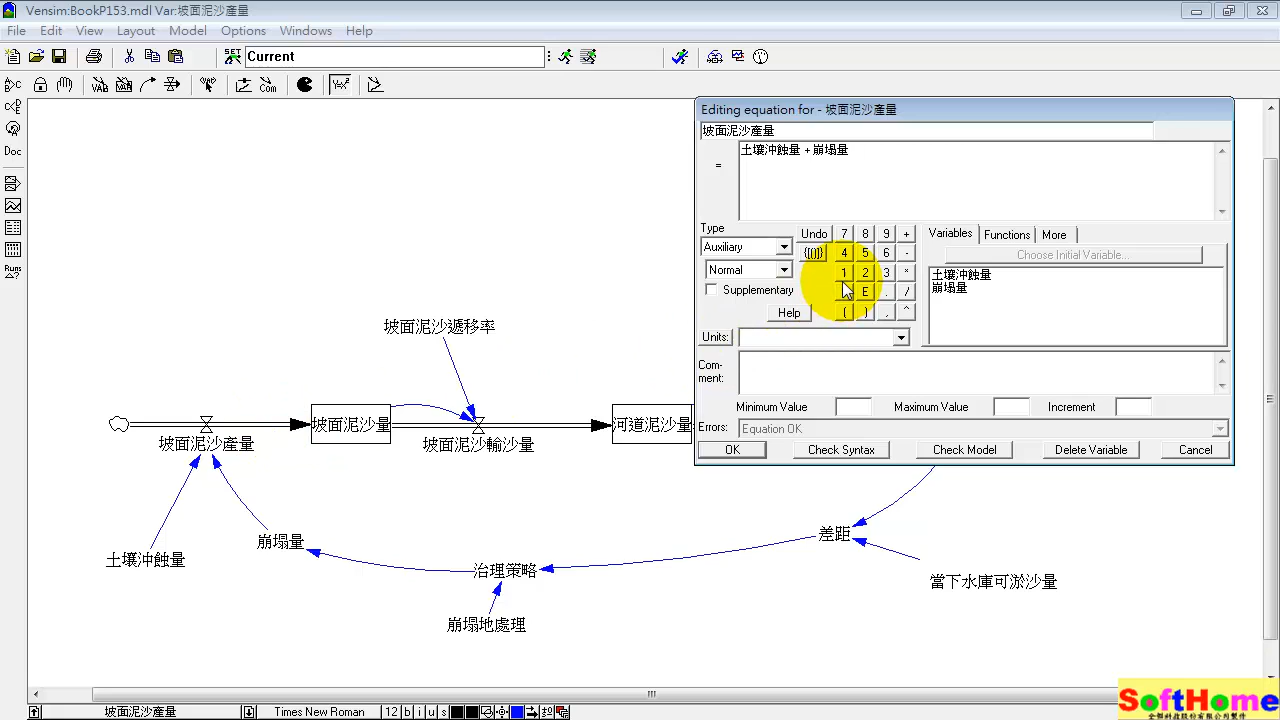 Vensim:BookP153.mdl Var:坡面泥沙產量
File Edit View Layout Model Options Windows Help
SET Current
Var
Com
Doc
Runs
Editing equation for - 坡面泥沙產量
坡面泥沙產量
= 土壤沖蝕量 + 崩塌量
Type
Auxiliary
Normal
Supplementary
Help
Undo 7 8 9 +
{[()]} 4 5 6 -
1 2 3 *
E . /
( ) , ^
Variables Functions More
Choose Initial Variable...
土壤沖蝕量
崩塌量
Units:
Com-
ment:
Minimum Value Maximum Value Increment
Errors: Equation OK
OK Check Syntax Check Model Delete Variable Cancel
坡面泥沙遞移率
坡面泥沙量
河道泥沙量
坡面泥沙產量
坡面泥沙輸沙量
差距
崩塌量
土壤沖蝕量
治理策略
當下水庫可淤沙量
崩塌地處理
坡面泥沙產量 Times New Roman 12 b i u s
SoftHome